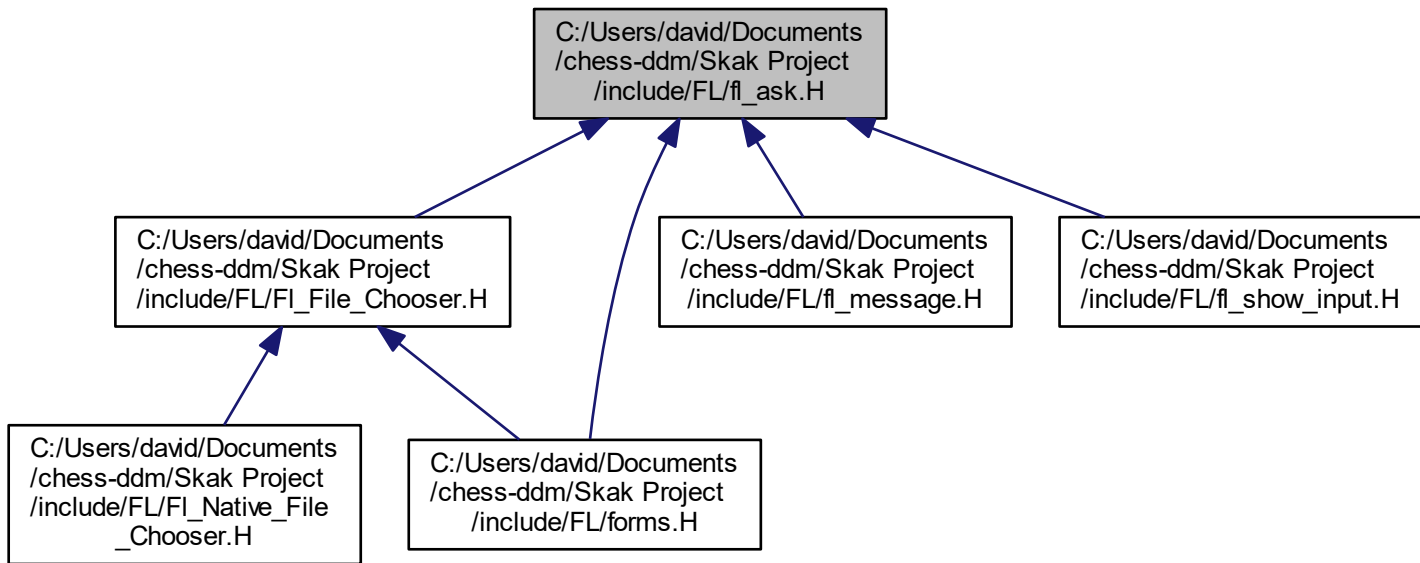 C:/Users/david/Documents
/chess-ddm/Skak Project
/include/FL/fl_ask.H
C:/Users/david/Documents
/chess-ddm/Skak Project
/include/FL/Fl_File_Chooser.H
C:/Users/david/Documents
/chess-ddm/Skak Project
/include/FL/fl_message.H
C:/Users/david/Documents
/chess-ddm/Skak Project
/include/FL/fl_show_input.H
C:/Users/david/Documents
/chess-ddm/Skak Project
/include/FL/Fl_Native_File
_Chooser.H
C:/Users/david/Documents
/chess-ddm/Skak Project
/include/FL/forms.H